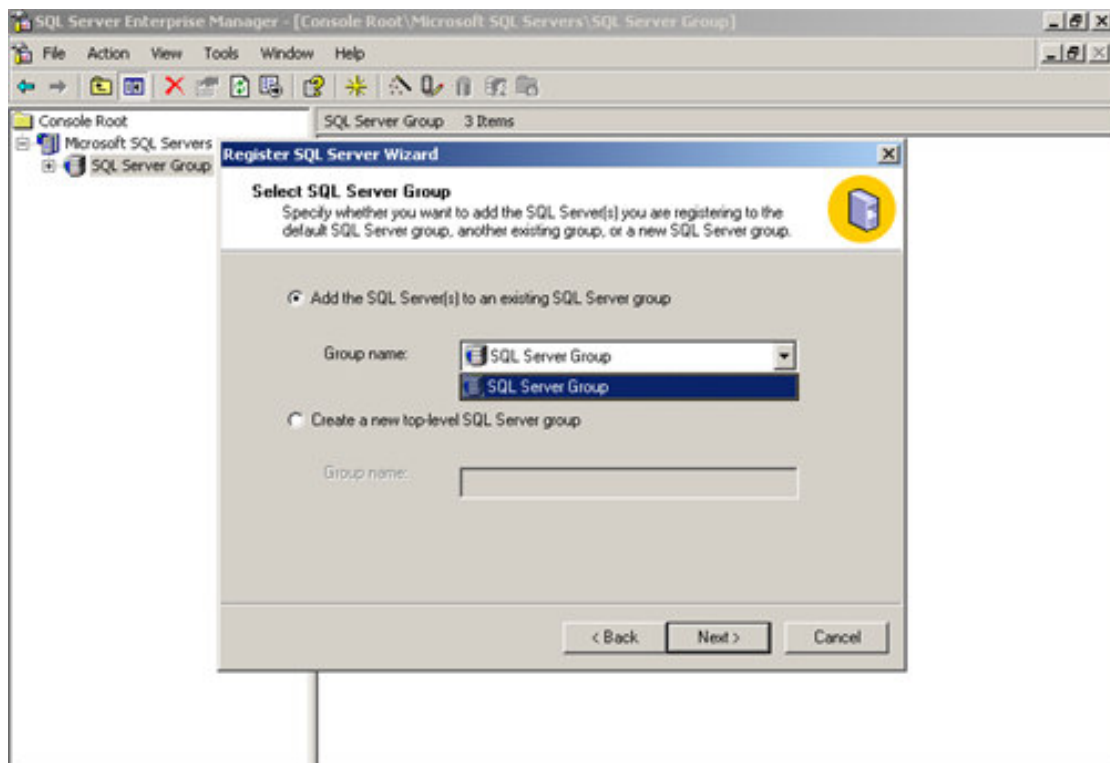 SQL Server Enterprise Manager - [Console Root\Microsoft SQL Servers\SQL Server Group]
File Action View Tools Window Help
Console Root
SQL Server Group 3 Items
Microsoft SQL Servers
SQL Server Group
Register SQL Server Wizard
Select SQL Server Group
Specify whether you want to add the SQL Server(s) you are registering to the
default SQL Server group, another existing group, or a new SQL Server group.
Add the SQL Server(s) to an existing SQL Server group
Group name: SQL Server Group
SQL Server Group
Create a new top-level SQL Server group
Group name:
< Back Next > Cancel